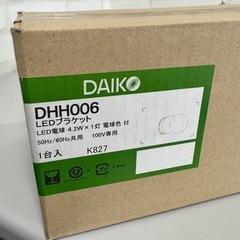 DAIKO
DHH006
LEDブラケット
LED電球 4.2W×1灯 電球色 付
50Hz/60Hz共用 100V専用
1台入 K827